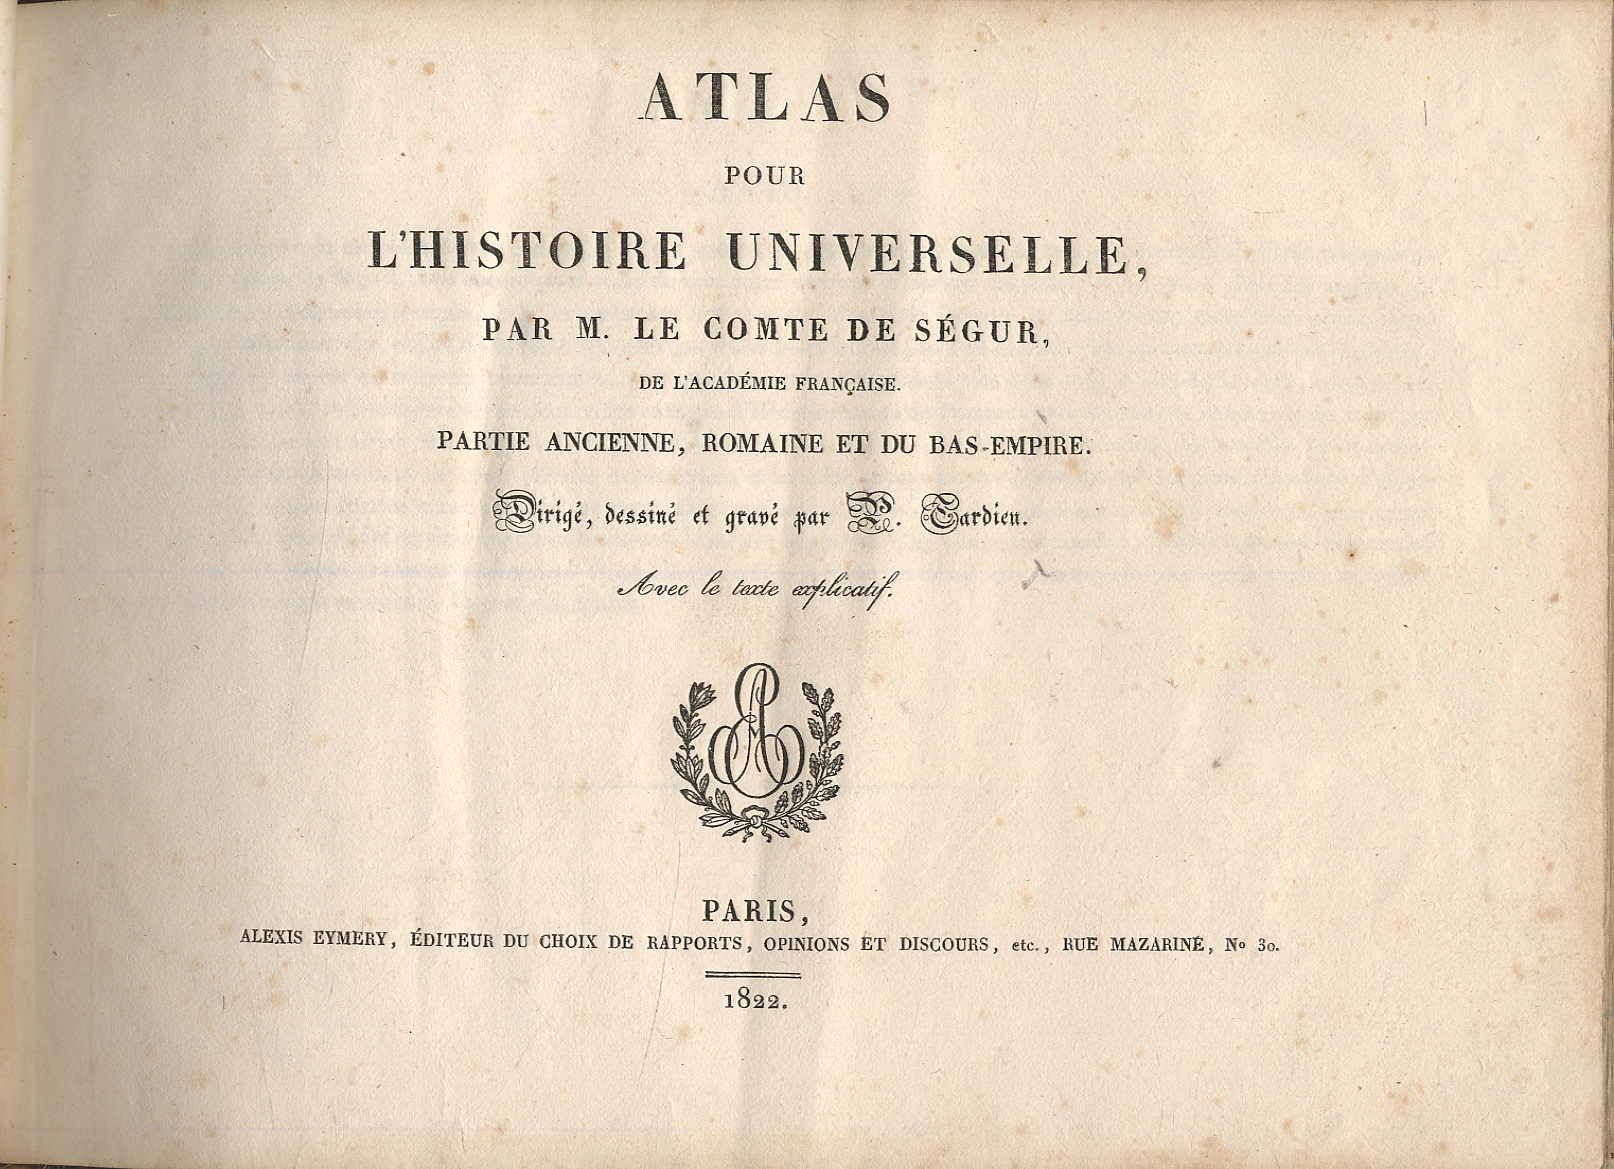 ATLAS
POUR
L'HISTOIRE UNIVERSELLE,
PAR M. LE COMTE DE SÉGUR,
DE L'ACADÉMIE FRANÇAISE.
PARTIE ANCIENNE, ROMAINE ET DU BAS-EMPIRE.
Dirigé, dessiné et gravé par P. Tardieu.
Avec le texte explicatif.
AE
PARIS,
ALEXIS EYMERY, ÉDITEUR DU CHOIX DE RAPPORTS, OPINIONS ET DISCOURS, etc., RUE MAZARINE, Nº 30.
1822.